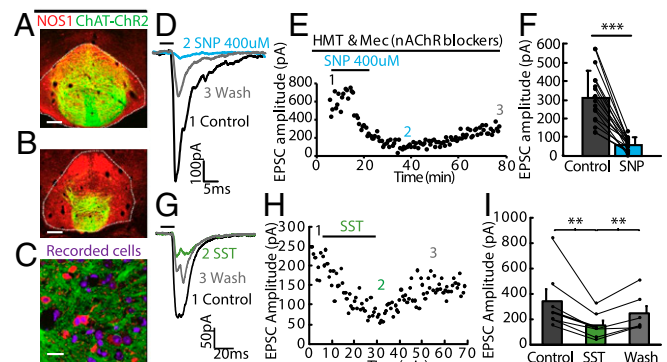 A
NOS1 ChAT-ChR2
B
C
Recorded cells
D
2 SNP 400uM
3 Wash
1 Control
100pA
5ms
E
HMT & Mec (nAChR blockers)
SNP 400uM
1
2
3
EPSC amplitude (pA)
800
600
400
200
0
0 20 40 60 80
Time(min)
F
***
EPSC amplitude (pA)
600
500
400
300
200
100
0
Control SNP
G
2 SST
3 Wash
1 Control
50pA
20ms
H
SST
1
2
3
EPSC Amplitude (pA)
250
200
150
100
50
0
0 10 20 30 40 50 60 70
I
** **
EPSC Amplitude (pA)
1000
800
600
400
200
0
Control SST Wash